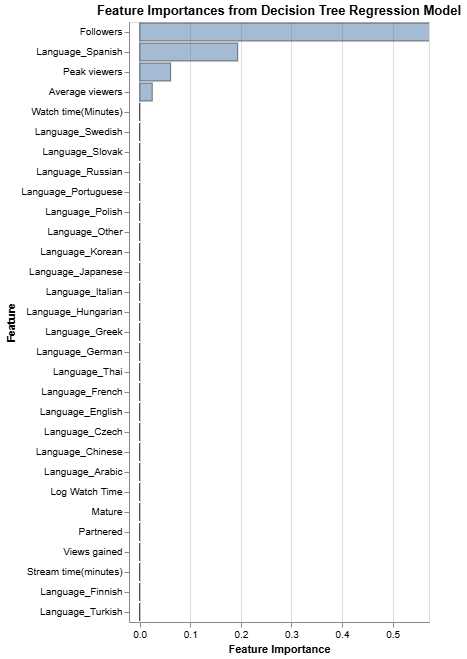 Feature Importances from Decision Tree Regression Model
Feature
Followers
Language_Spanish
Peak viewers
Average viewers
Watch time(Minutes)
Language_Swedish
Language_Slovak
Language_Russian
Language_Portuguese
Language_Polish
Language_Other
Language_Korean
Language_Japanese
Language_Italian
Language_Hungarian
Language_Greek
Language_German
Language_Thai
Language_French
Language_English
Language_Czech
Language_Chinese
Language_Arabic
Log Watch Time
Mature
Partnered
Views gained
Stream time(minutes)
Language_Finnish
Language_Turkish
0.0 0.1 0.2 0.3 0.4 0.5
Feature Importance